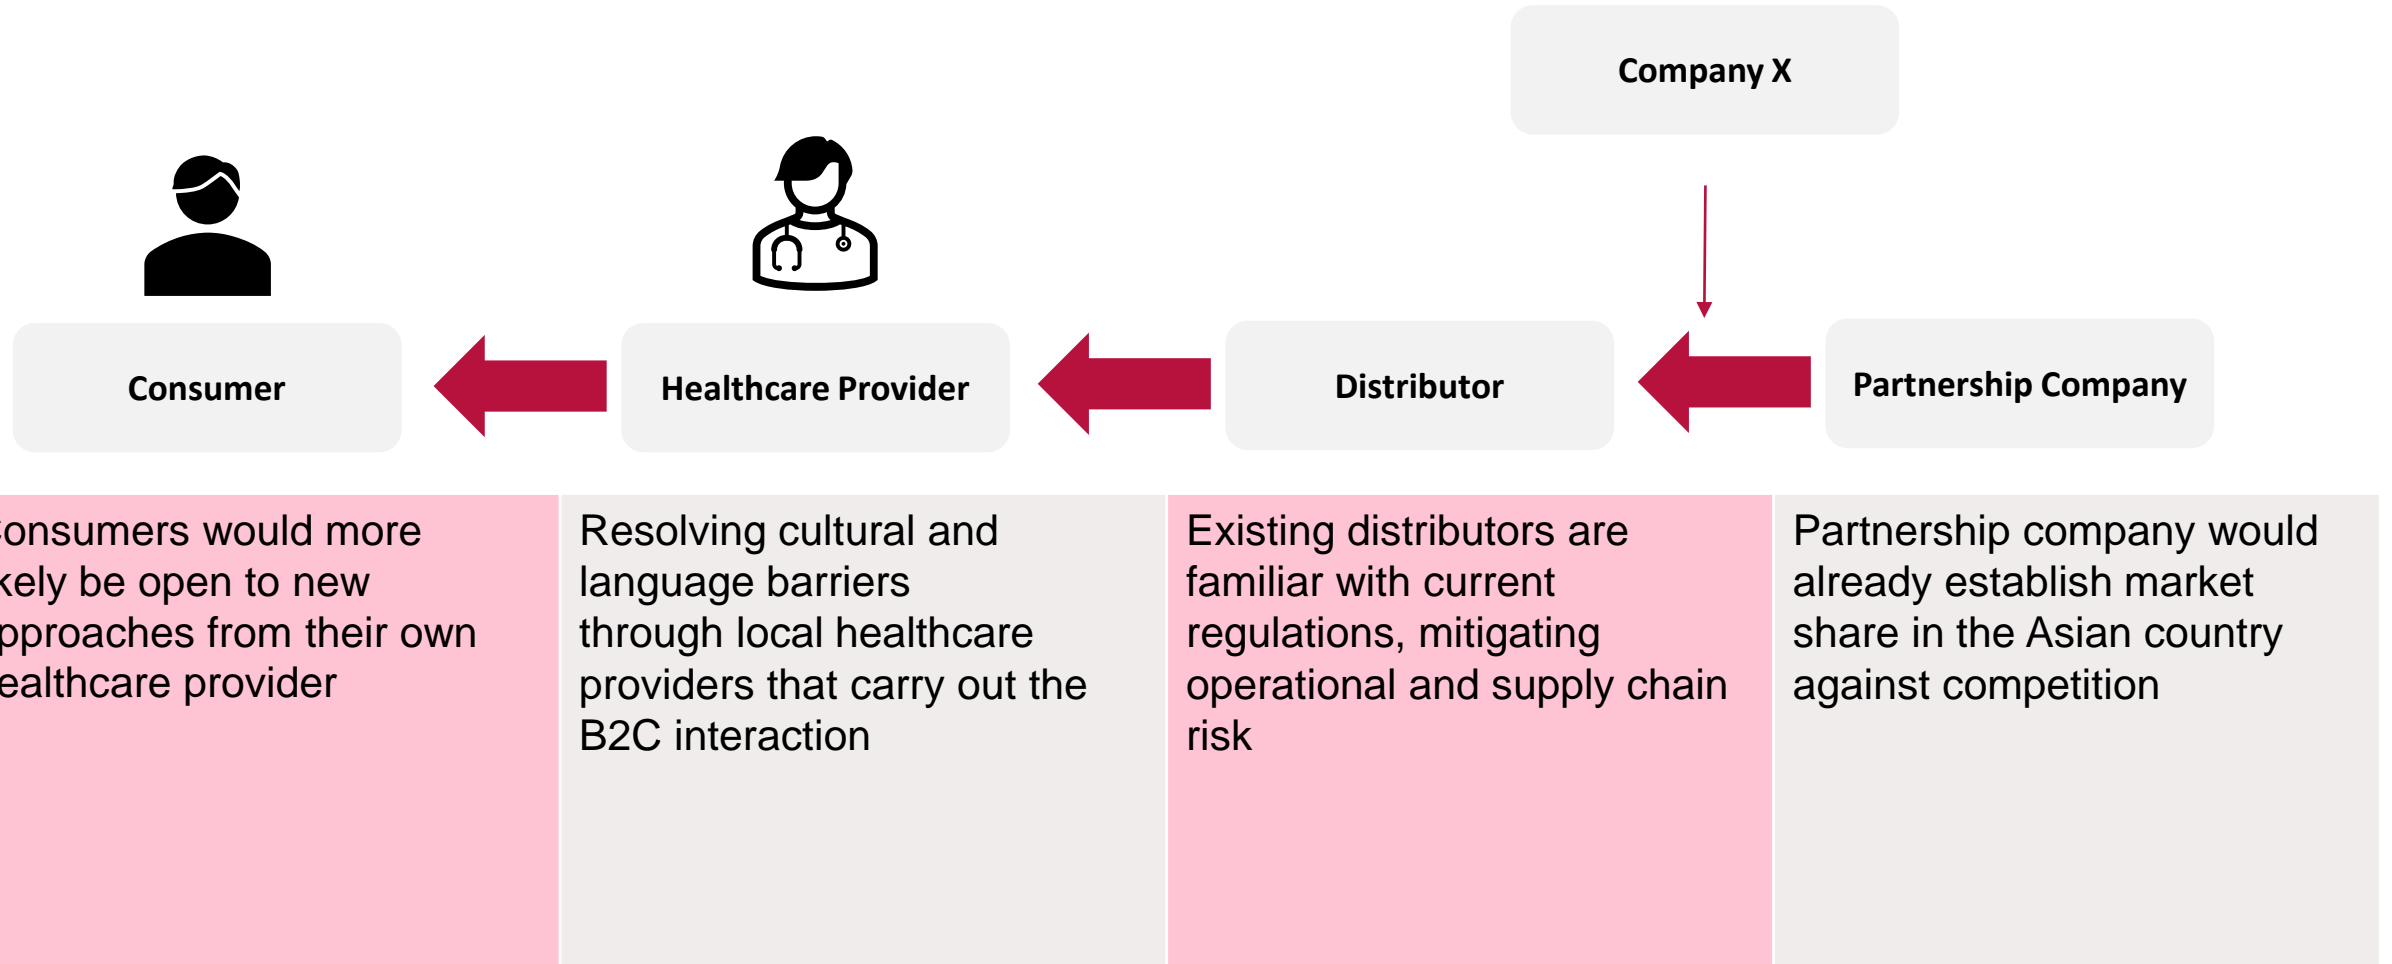 Company X
Consumer
Healthcare Provider
Distributor
Partnership Company
onsumers would more
kely be open to new
pproaches from their own
ealthcare provider
Resolving cultural and
language barriers
through local healthcare
providers that carry out the
B2C interaction
Existing distributors are
familiar with current
regulations, mitigating
operational and supply chain
risk
Partnership company would
already establish market
share in the Asian country
against competition